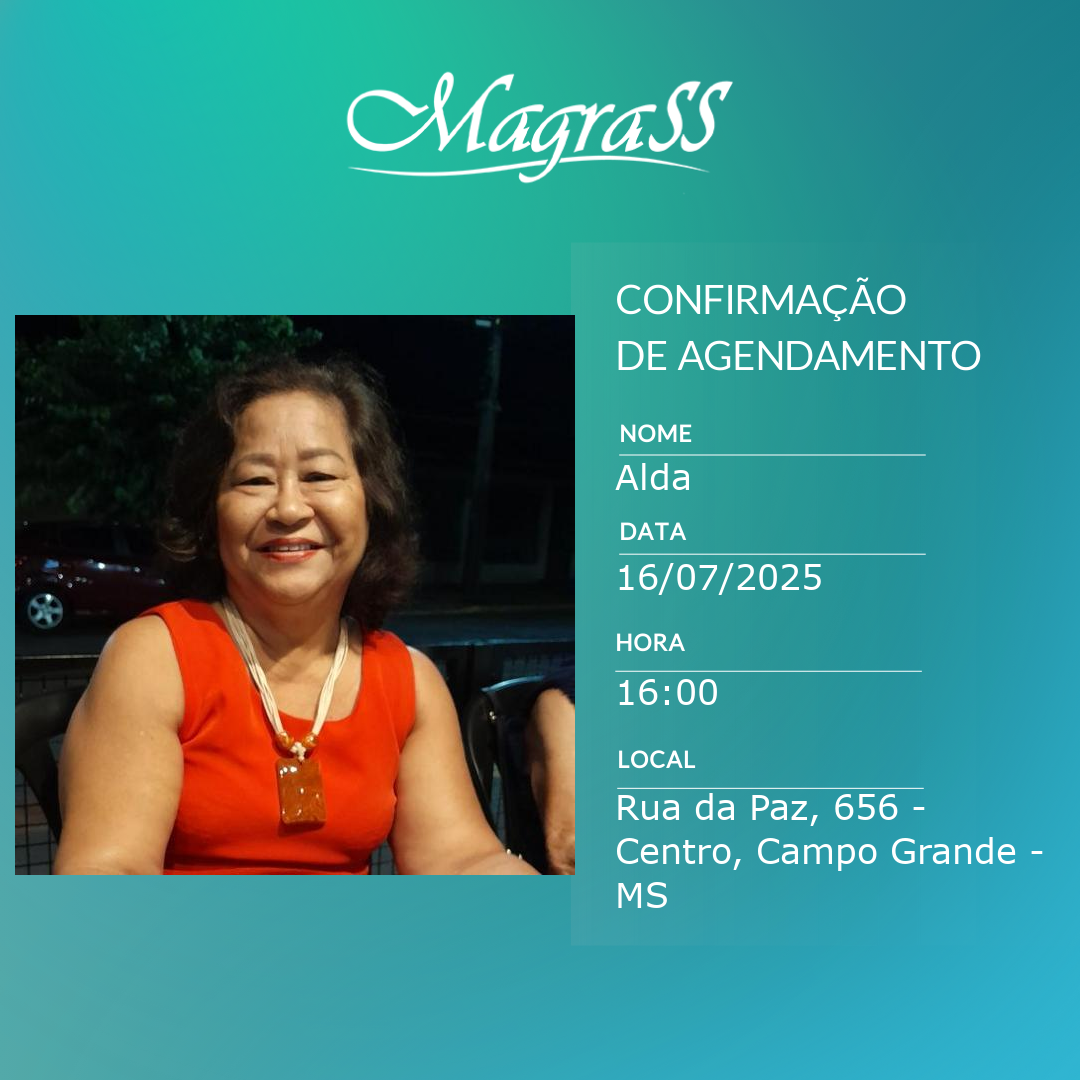 MagraSS
CONFIRMAÇÃO
DE AGENDAMENTO
NOME
Alda
DATA
16/07/2025
HORA
16:00
LOCAL
Rua da Paz, 656 -
Centro, Campo Grande -
MS